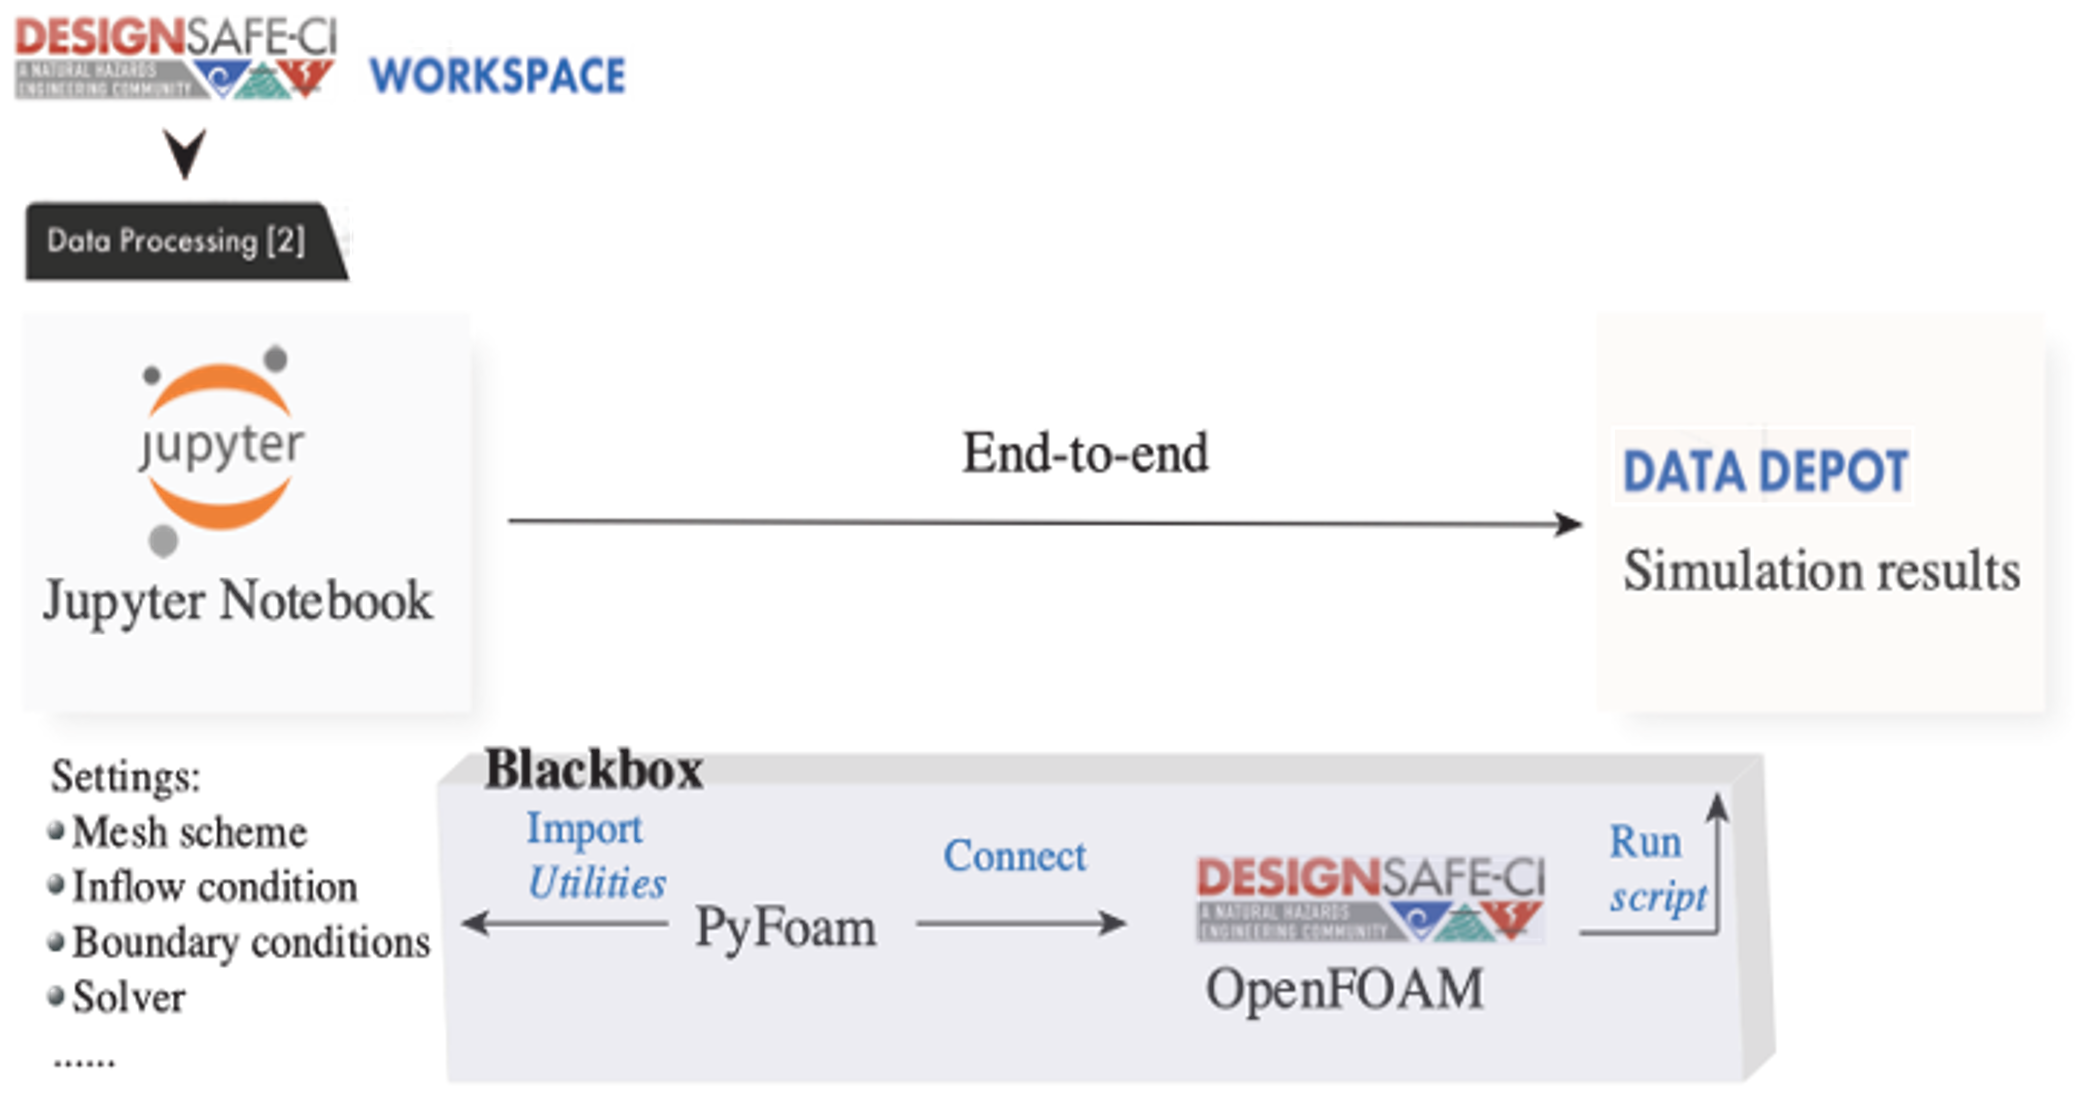 DESIGNSAFE-CI
A NATURAL HAZARDS
ENGINEERING COMMUNITY
WORKSPACE
Data Processing [2]
jupyter
Jupyter Notebook
End-to-end
DATA DEPOT
Simulation results
Settings:
Mesh scheme
Inflow condition
Boundary conditions
Solver
......
Blackbox
Import
Utilities
PyFoam
Connect
DESIGNSAFE-CI
A NATURAL HAZARDS
ENGINEERING COMMUNITY
OpenFOAM
Run
script